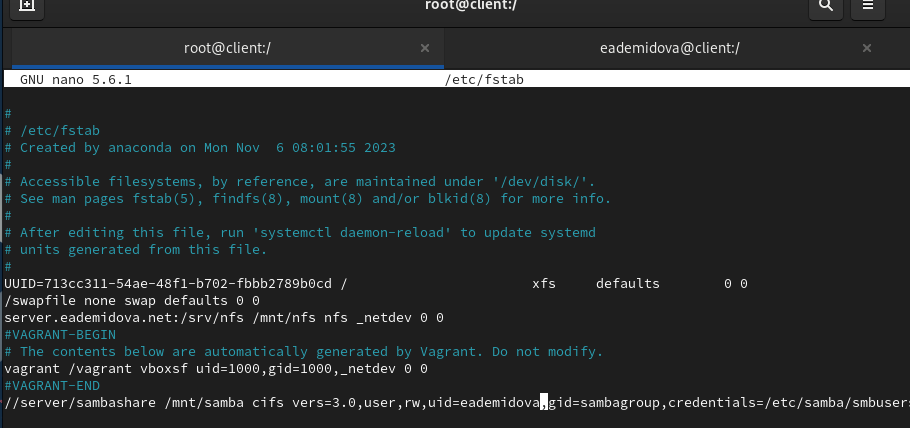 root@client:/
root@client:/ × eademidova@client:/ ×
GNU nano 5.6.1 /etc/fstab
#
# /etc/fstab
# Created by anaconda on Mon Nov  6 08:01:55 2023
#
# Accessible filesystems, by reference, are maintained under '/dev/disk/'.
# See man pages fstab(5), findfs(8), mount(8) and/or blkid(8) for more info.
#
# After editing this file, run 'systemctl daemon-reload' to update systemd
# units generated from this file.
#
UUID=713cc311-54ae-48f1-b702-fbbb2789b0cd / xfs defaults 0 0
/swapfile none swap defaults 0 0
server.eademidova.net:/srv/nfs /mnt/nfs nfs _netdev 0 0
#VAGRANT-BEGIN
# The contents below are automatically generated by Vagrant. Do not modify.
vagrant /vagrant vboxsf uid=1000,gid=1000,_netdev 0 0
#VAGRANT-END
//server/sambashare /mnt/samba cifs vers=3.0,user,rw,uid=eademidova,gid=sambagroup,credentials=/etc/samba/smbusers